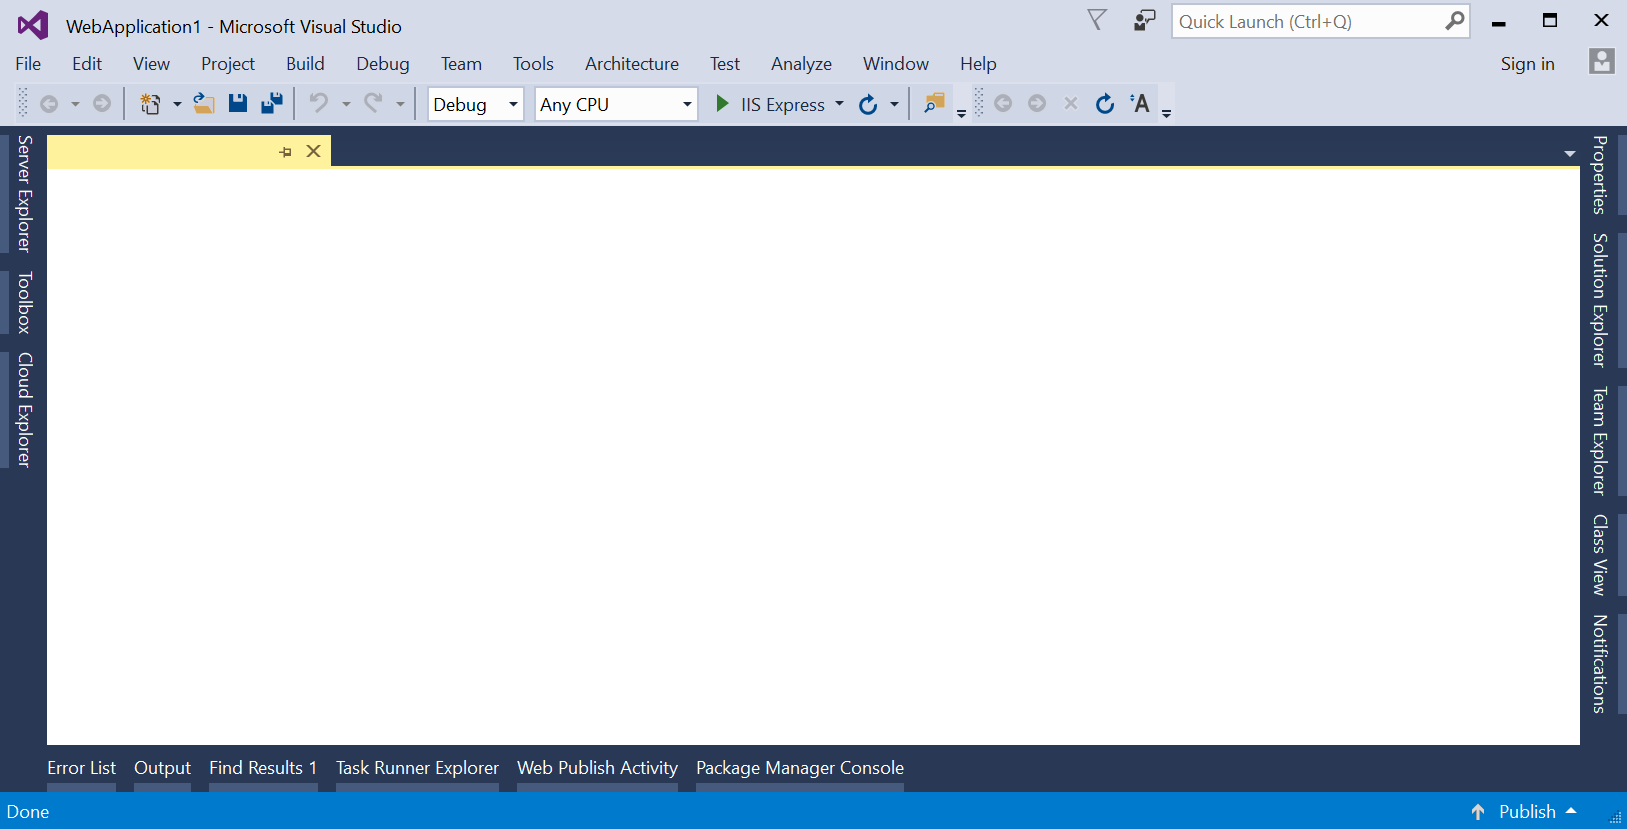 WebApplication1 - Microsoft Visual Studio
Quick Launch (Ctrl+Q)
File Edit View Project Build Debug Team Tools Architecture Test Analyze Window Help Sign in
Debug Any CPU IIS Express A
Server Explorer
Toolbox
Cloud Explorer
Properties
Solution Explorer
Team Explorer
Class View
Notifications
Error List Output Find Results 1 Task Runner Explorer Web Publish Activity Package Manager Console
Done Publish